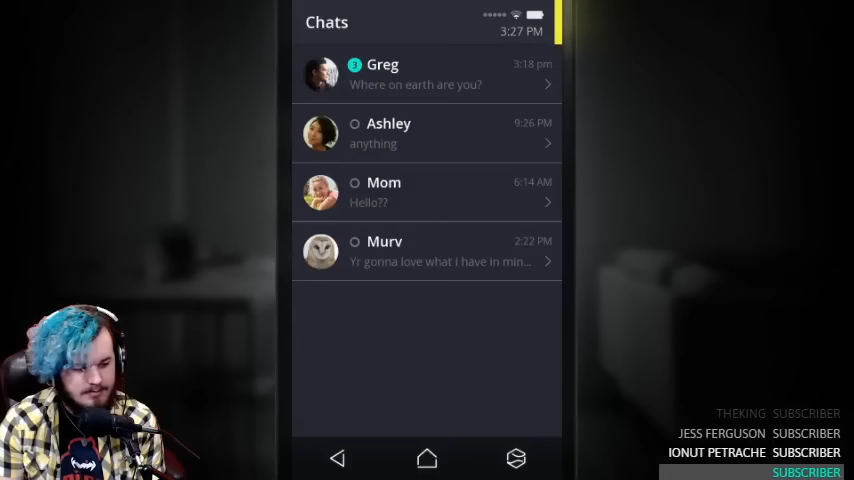 Chats
3:27 PM
3 Greg 3:18 pm
Where on earth are you?
Ashley 9:26 PM
anything
Mom 6:14 AM
Hello??
Murv 2:22 PM
Yr gonna love what I have in min...
THEKING SUBSCRIBER
JESS FERGUSON SUBSCRIBER
IONUT PETRACHE SUBSCRIBER
SUBSCRIBER